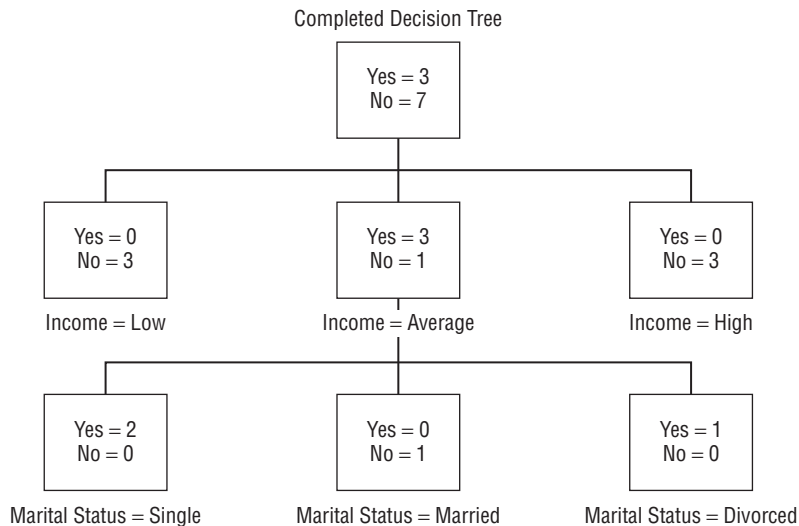 Completed Decision Tree
Yes = 3
No = 7
Yes = 0
No = 3
Income = Low
Yes = 3
No = 1
Income = Average
Yes = 0
No = 3
Income = High
Yes = 2
No = 0
Marital Status = Single
Yes = 0
No = 1
Marital Status = Married
Yes = 1
No = 0
Marital Status = Divorced